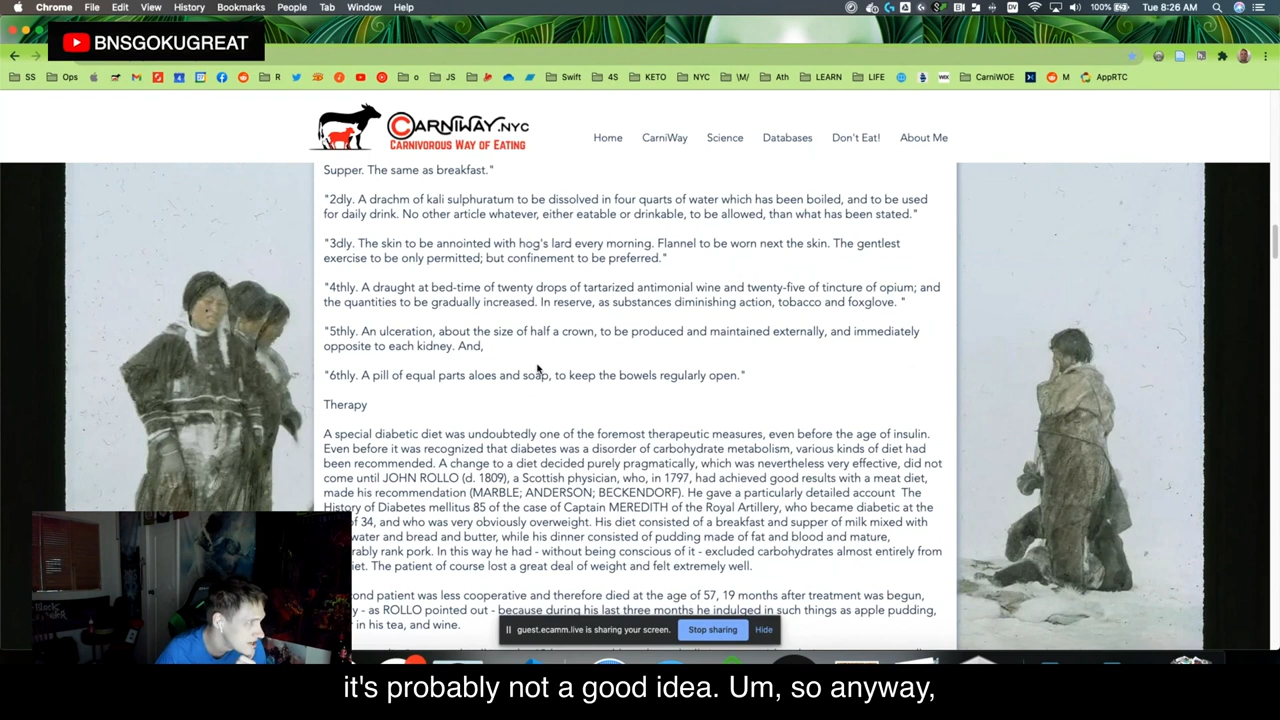 Chrome File Edit View History Bookmarks People Tab Window Help
100% Tue 8:26 AM
BNSGOKUGREAT
SS Ops R o JS Swift 4S KETO NYC \M/ Ath LEARN LIFE CarniWOE M AppRTC
CARNIWAY.NYC
CARNIVOROUS WAY OF EATING
Home CarniWay Science Databases Don't Eat! About Me
Supper. The same as breakfast."
"2dly. A drachm of kali sulphuratum to be dissolved in four quarts of water which has been boiled, and to be used
for daily drink. No other article whatever, either eatable or drinkable, to be allowed, than what has been stated."
"3dly. The skin to be annointed with hog's lard every morning. Flannel to be worn next the skin. The gentlest
exercise to be only permitted; but confinement to be preferred."
"4thly. A draught at bed-time of twenty drops of tartarized antimonial wine and twenty-five of tincture of opium; and
the quantities to be gradually increased. In reserve, as substances diminishing action, tobacco and foxglove. "
"5thly. An ulceration, about the size of half a crown, to be produced and maintained externally, and immediately
opposite to each kidney. And,
"6thly. A pill of equal parts aloes and soap, to keep the bowels regularly open."
Therapy
A special diabetic diet was undoubtedly one of the foremost therapeutic measures, even before the age of insulin.
Even before it was recognized that diabetes was a disorder of carbohydrate metabolism, various kinds of diet had
been recommended. A change to a diet decided purely pragmatically, which was nevertheless very effective, did not
come until JOHN ROLLO (d. 1809), a Scottish physician, who, in 1797, had achieved good results with a meat diet,
made his recommendation (MARBLE; ANDERSON; BECKENDORF). He gave a particularly detailed account The
History of Diabetes mellitus 85 of the case of Captain MEREDITH of the Royal Artillery, who became diabetic at the
of 34, and who was very obviously overweight. His diet consisted of a breakfast and supper of milk mixed with
water and bread and butter, while his dinner consisted of pudding made of fat and blood and mature,
rably rank pork. In this way he had - without being conscious of it - excluded carbohydrates almost entirely from
iet. The patient of course lost a great deal of weight and felt extremely well.
ond patient was less cooperative and therefore died at the age of 57, 19 months after treatment was begun,
y - as ROLLO pointed out - because during his last three months he indulged in such things as apple pudding,
r in his tea, and wine.
guest.ecamm.live is sharing your screen. Stop sharing Hide
it's probably not a good idea. Um, so anyway,